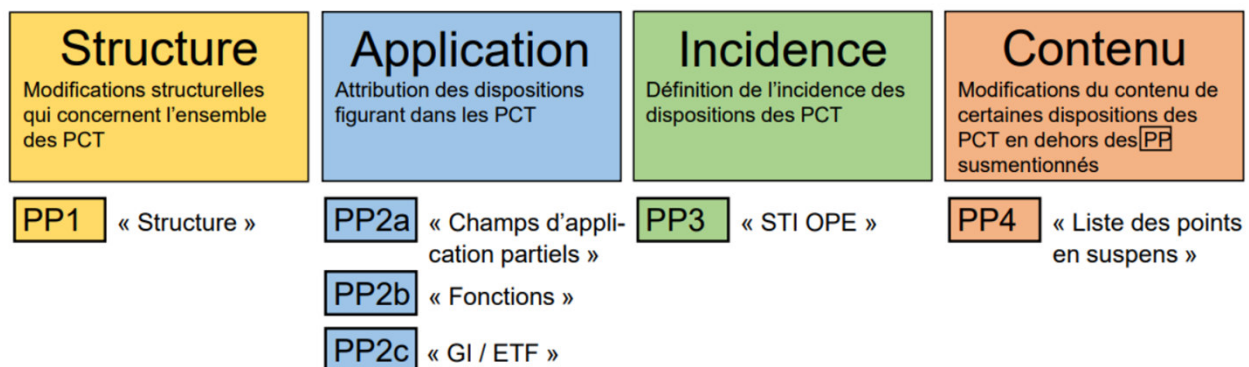 Structure
Modifications structurelles
qui concernent l'ensemble
des PCT
Application
Attribution des dispositions
figurant dans les PCT
Incidence
Définition de l'incidence des
dispositions des PCT
Contenu
Modifications du contenu de
certaines dispositions des
PCT en dehors des PP
susmentionnés
PP1 « Structure »
PP2a « Champs d'appli-
cation partiels »
PP2b « Fonctions »
PP2c « GI / ETF »
PP3 « STI OPE »
PP4 « Liste des points
en suspens »